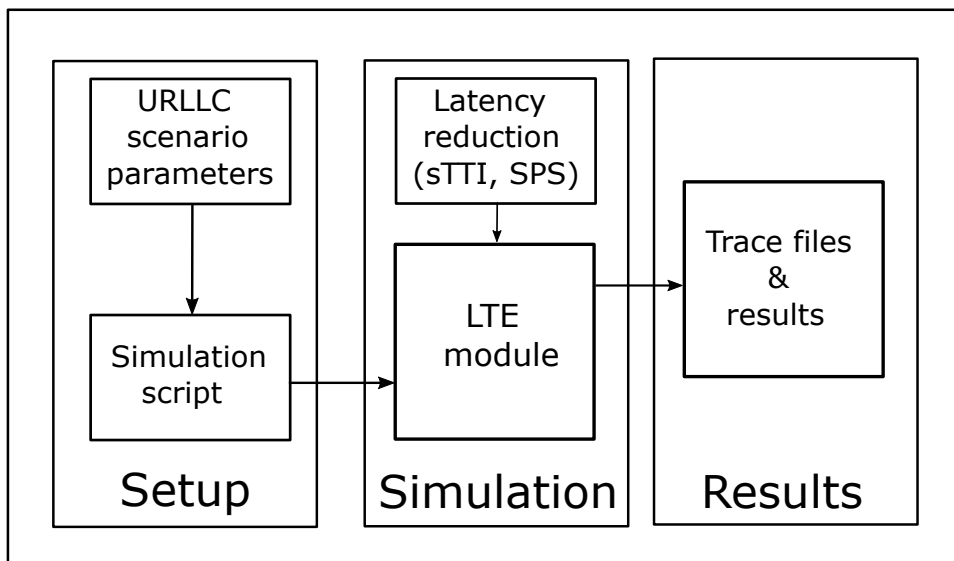 URLLC
scenario
parameters
Simulation
script
Setup
Latency
reduction
(sTTI, SPS)
LTE
module
Simulation
Trace files
&
results
Results